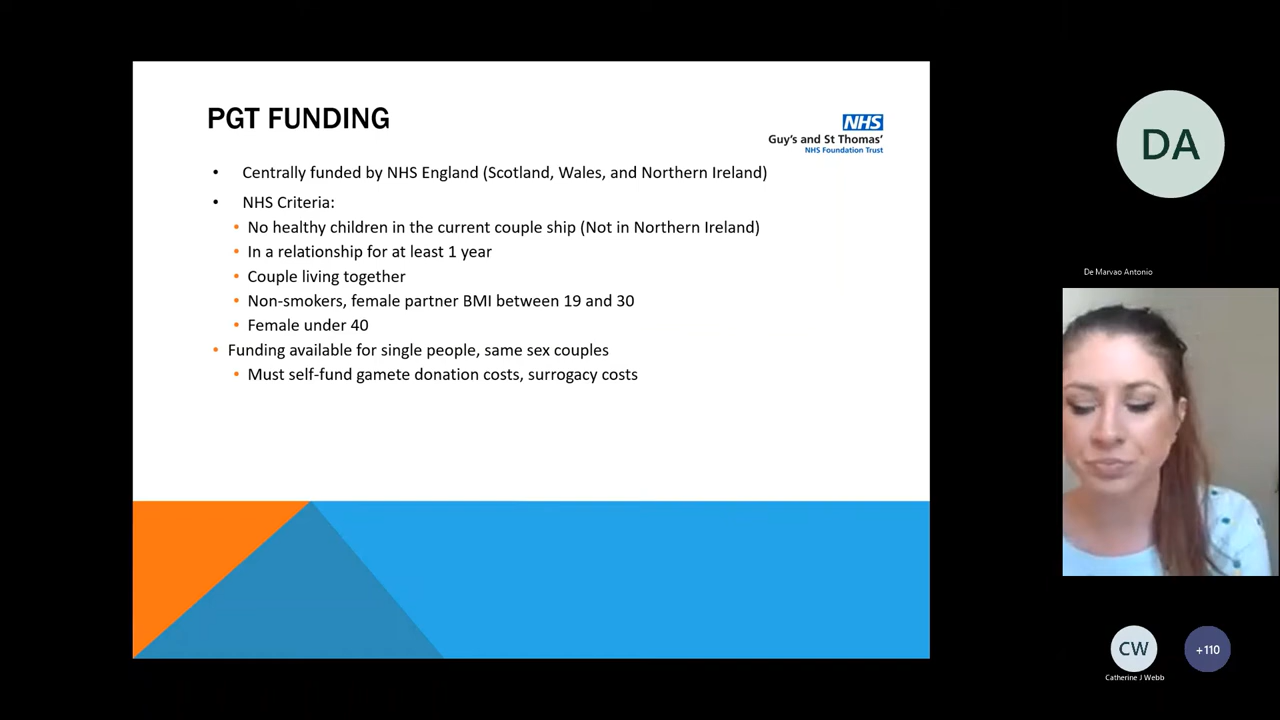 PGT FUNDING
NHS
Guy's and St Thomas'
NHS Foundation Trust
• Centrally funded by NHS England (Scotland, Wales, and Northern Ireland)
• NHS Criteria:
• No healthy children in the current couple ship (Not in Northern Ireland)
• In a relationship for at least 1 year
• Couple living together
• Non-smokers, female partner BMI between 19 and 30
• Female under 40
• Funding available for single people, same sex couples
• Must self-fund gamete donation costs, surrogacy costs
DA
De Marvao Antonio
CW
+110
Catherine J Webb